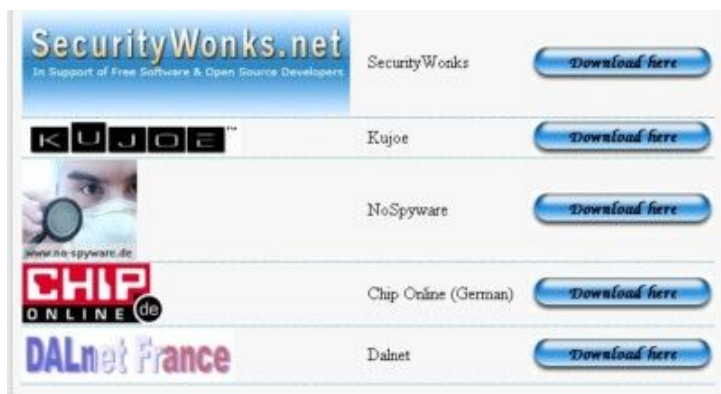 SecurityWonks.net
In Support of Free Software & Open Source Developers
SecurityWonks
Download here
KUJOE™
Kujoe
Download here
www.no-spyware.de
NoSpyware
Download here
CHIP
ONLINE de
Chip Online (German)
Download here
DALnet France
Dalnet
Download here